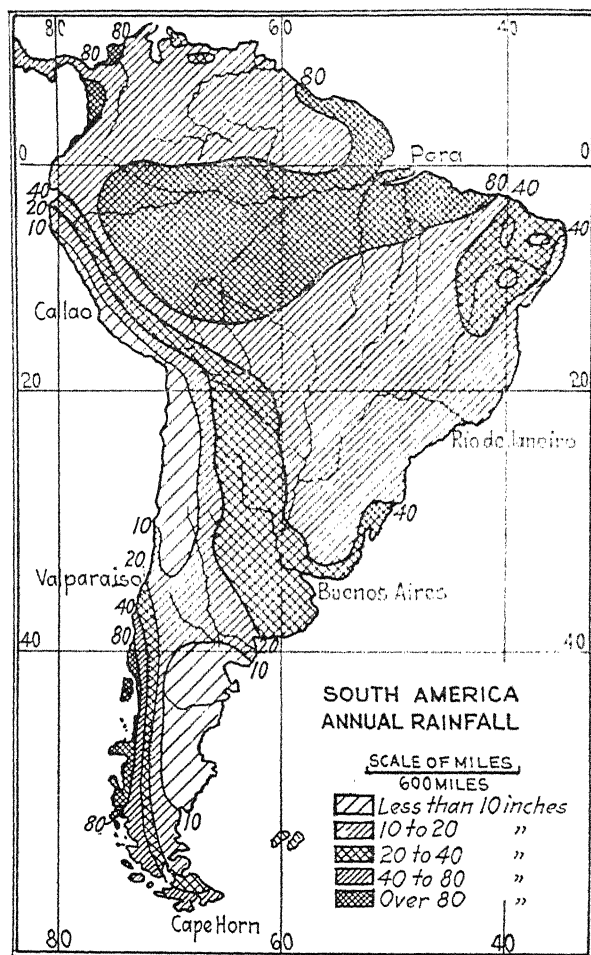 80 60 40
80 80
80
0 Para 0
40 80 40
20
10 40
Callao
20 20
Rio de Janeiro
10 40
20
Valparaiso Buenos Aires
40
80 20
40 10 40
SOUTH AMERICA
ANNUAL RAINFALL
SCALE OF MILES
600 MILES
Less than 10 inches
80 10 10 to 20 "
20 to 40 "
40 to 80 "
Over 80 "
Cape Horn
80 60 40